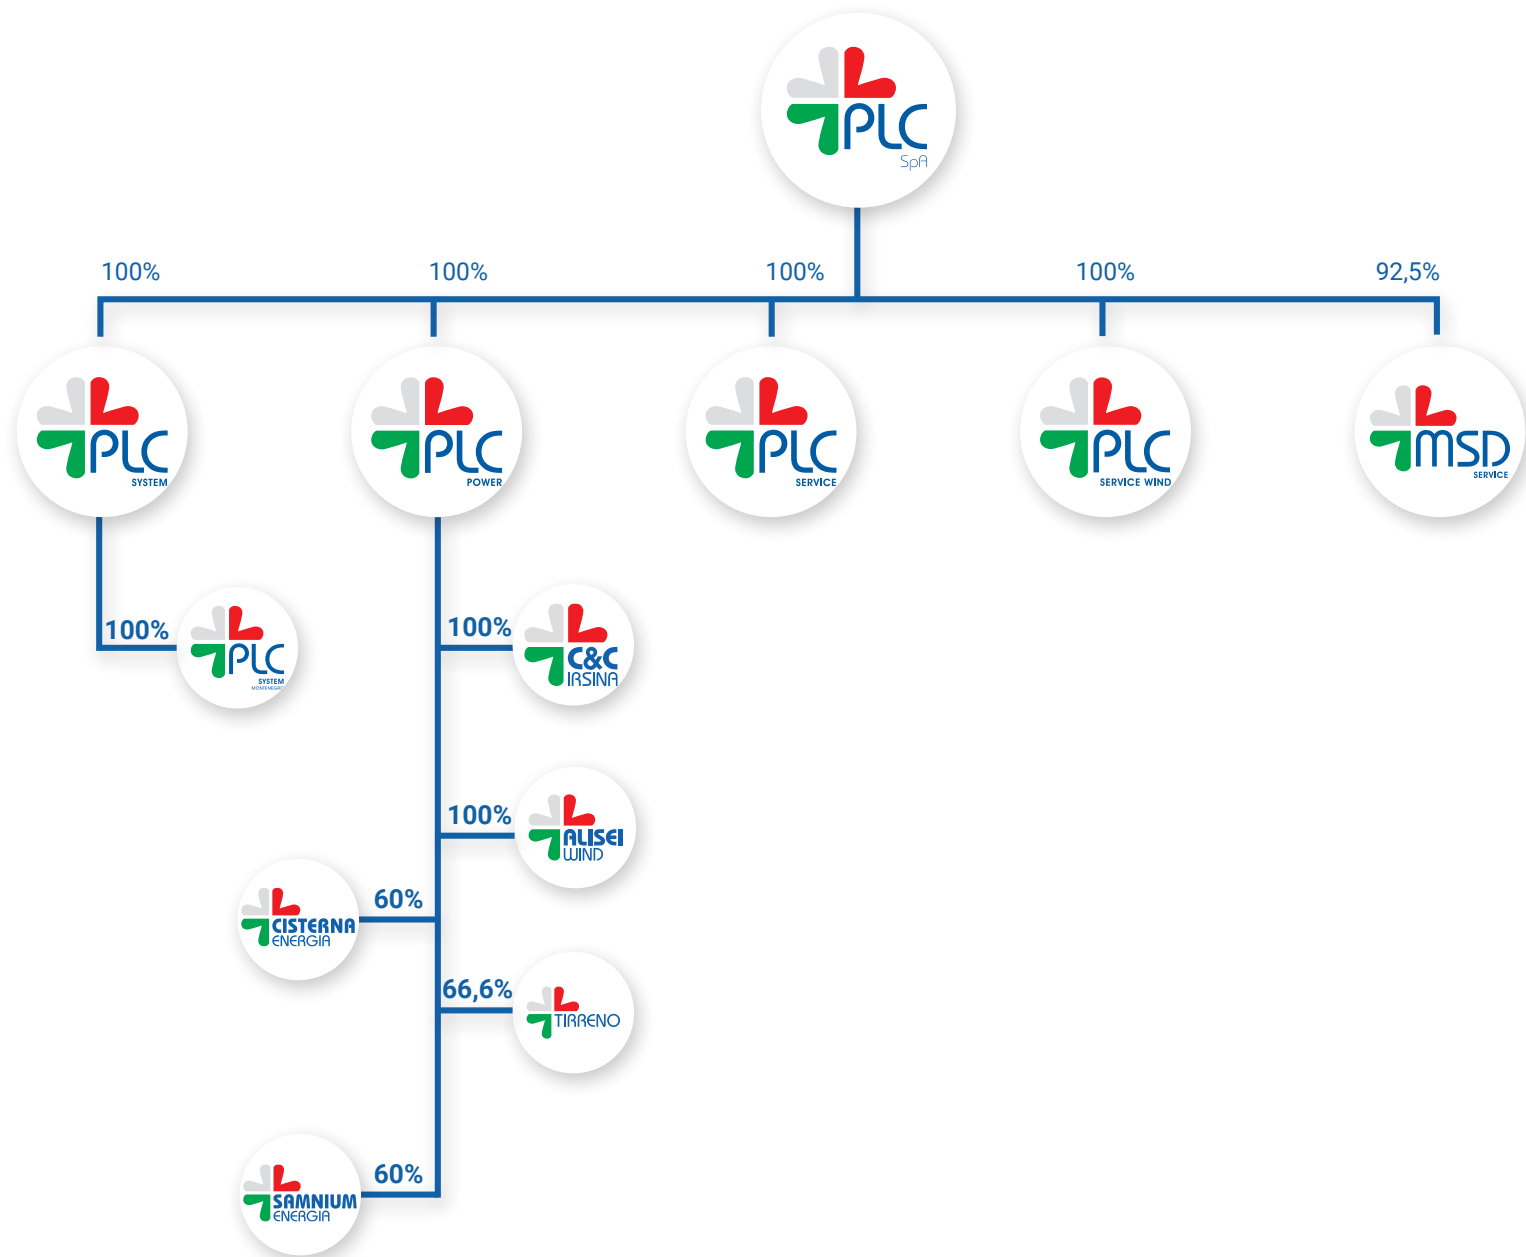 PLC
SpA
100%
100%
100%
100%
92,5%
PLC
SYSTEM
PLC
POWER
PLC
SERVICE
PLC
SERVICE WIND
MSD
SERVICE
100%
PLC
SYSTEM
MONTENEGRO
100%
C&C
IRSINA
100%
ALISEI
WIND
60%
CISTERNA
ENERGIA
66,6%
TIRRENO
60%
SAMNIUM
ENERGIA